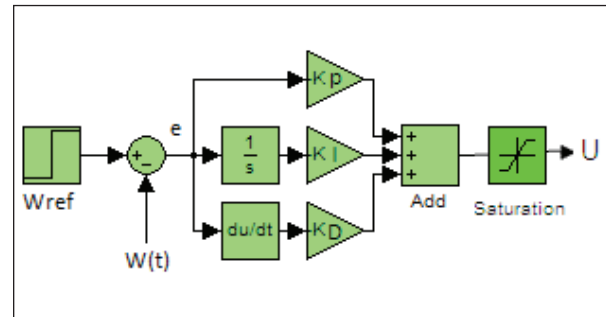 Kp
e
+
−
1
s
K I
+
+
+
U
Wref
Add
Saturation
du/dt
KD
W(t)